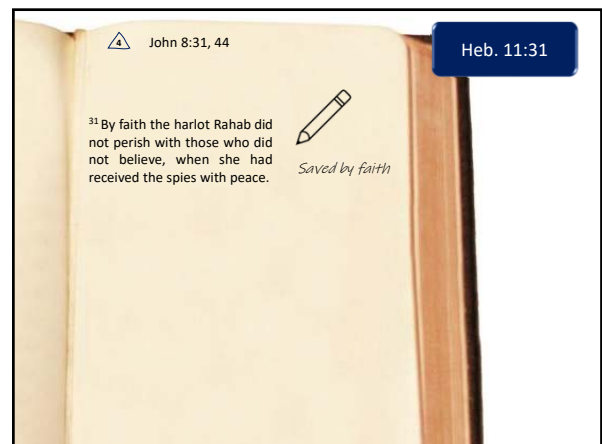 4 John 8:31, 44
Heb. 11:31
31 By faith the harlot Rahab did
not perish with those who did
not believe, when she had
received the spies with peace.
Saved by faith